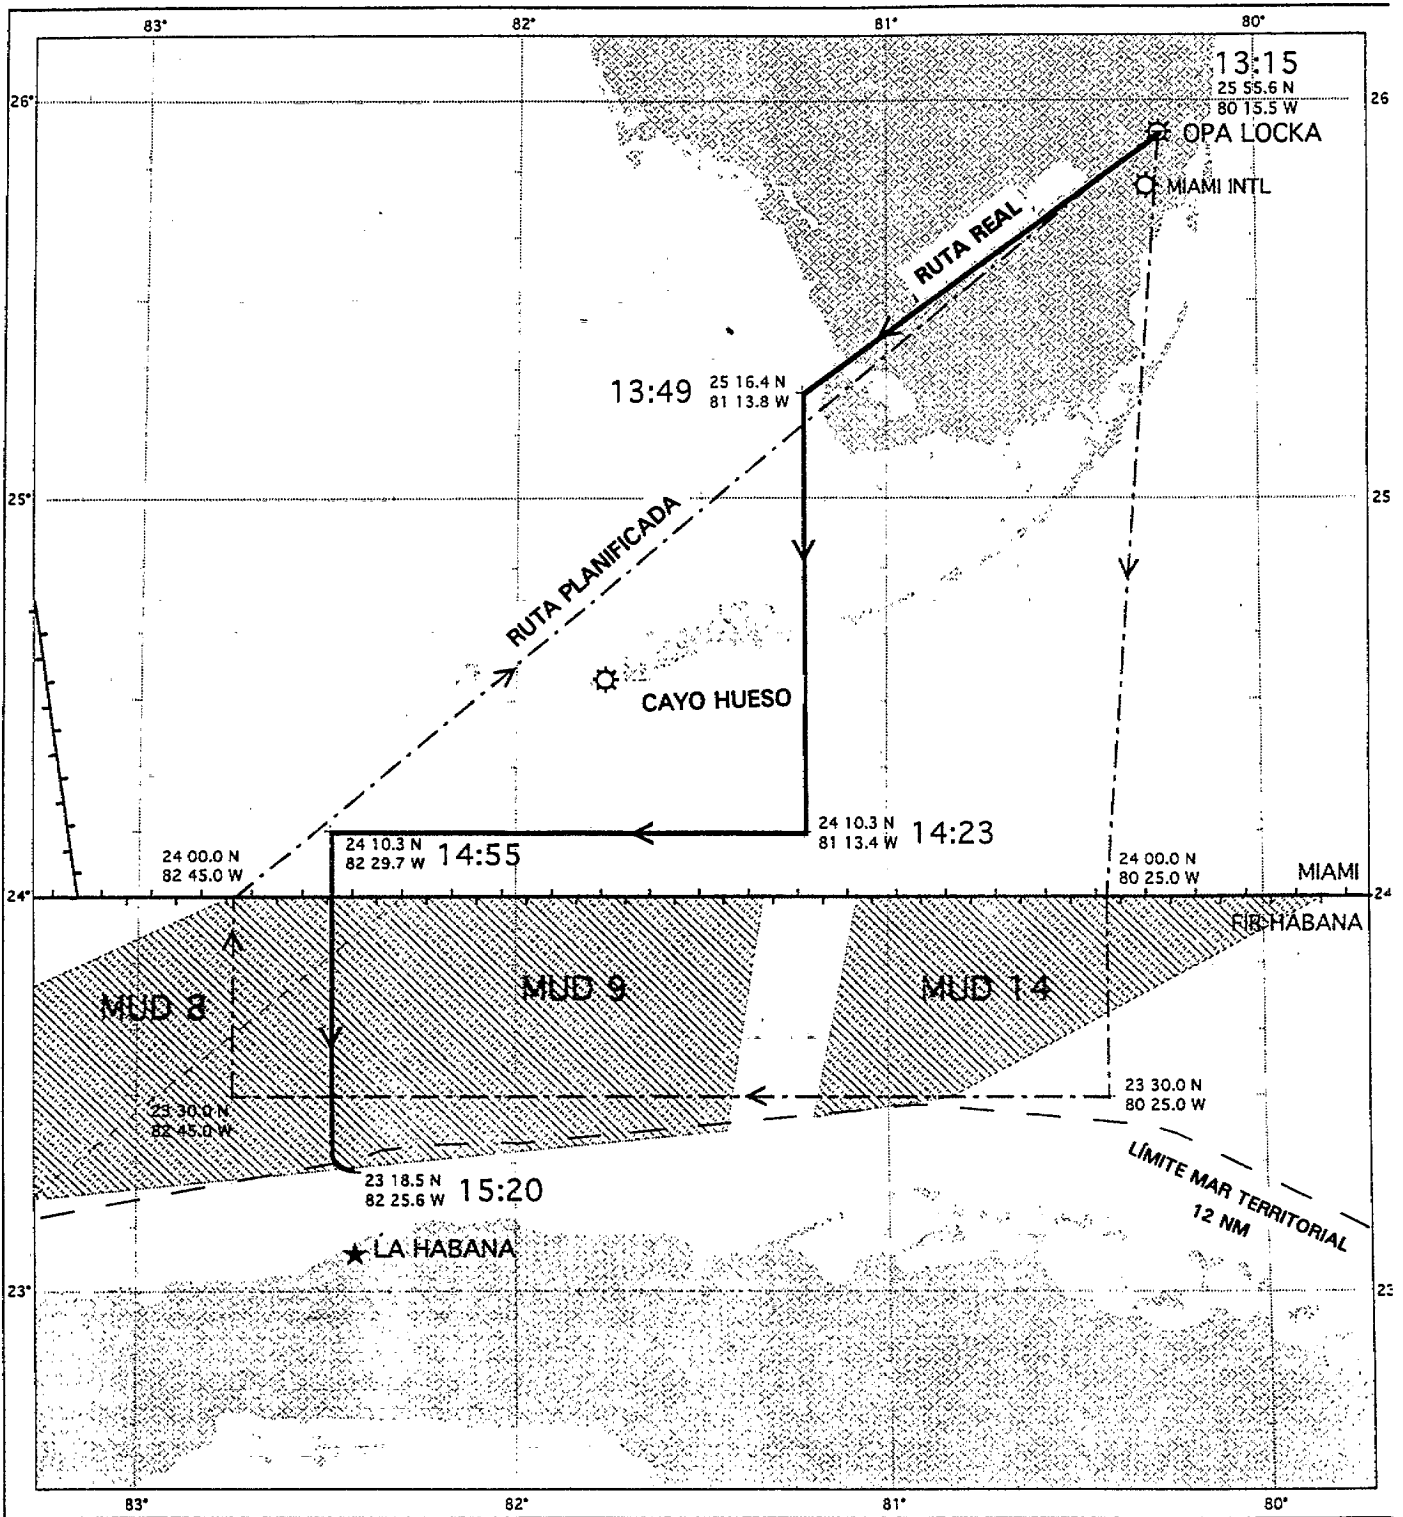 83°
82°
81°
80°
13:15
25 55.6 N
80 15.5 W
26°
26
OPA LOCKA
MIAMI INTL
RUTA REAL
13:49
25 16.4 N
81 13.8 W
25°
25
RUTA PLANIFICADA
CAYO HUESO
24 10.3 N
82 29.7 W
14:55
24 10.3 N
81 13.4 W
14:23
24 00.0 N
82 45.0 W
24 00.0 N
80 25.0 W
MIAMI
24°
24
FIR HABANA
MUD 8
MUD 9
MUD 14
23 30.0 N
82 45.0 W
23 30.0 N
80 25.0 W
LÍMITE MAR TERRITORIAL
12 NM
23 18.5 N
82 25.6 W
15:20
LA HABANA
23°
23
83°
82°
81°
80°